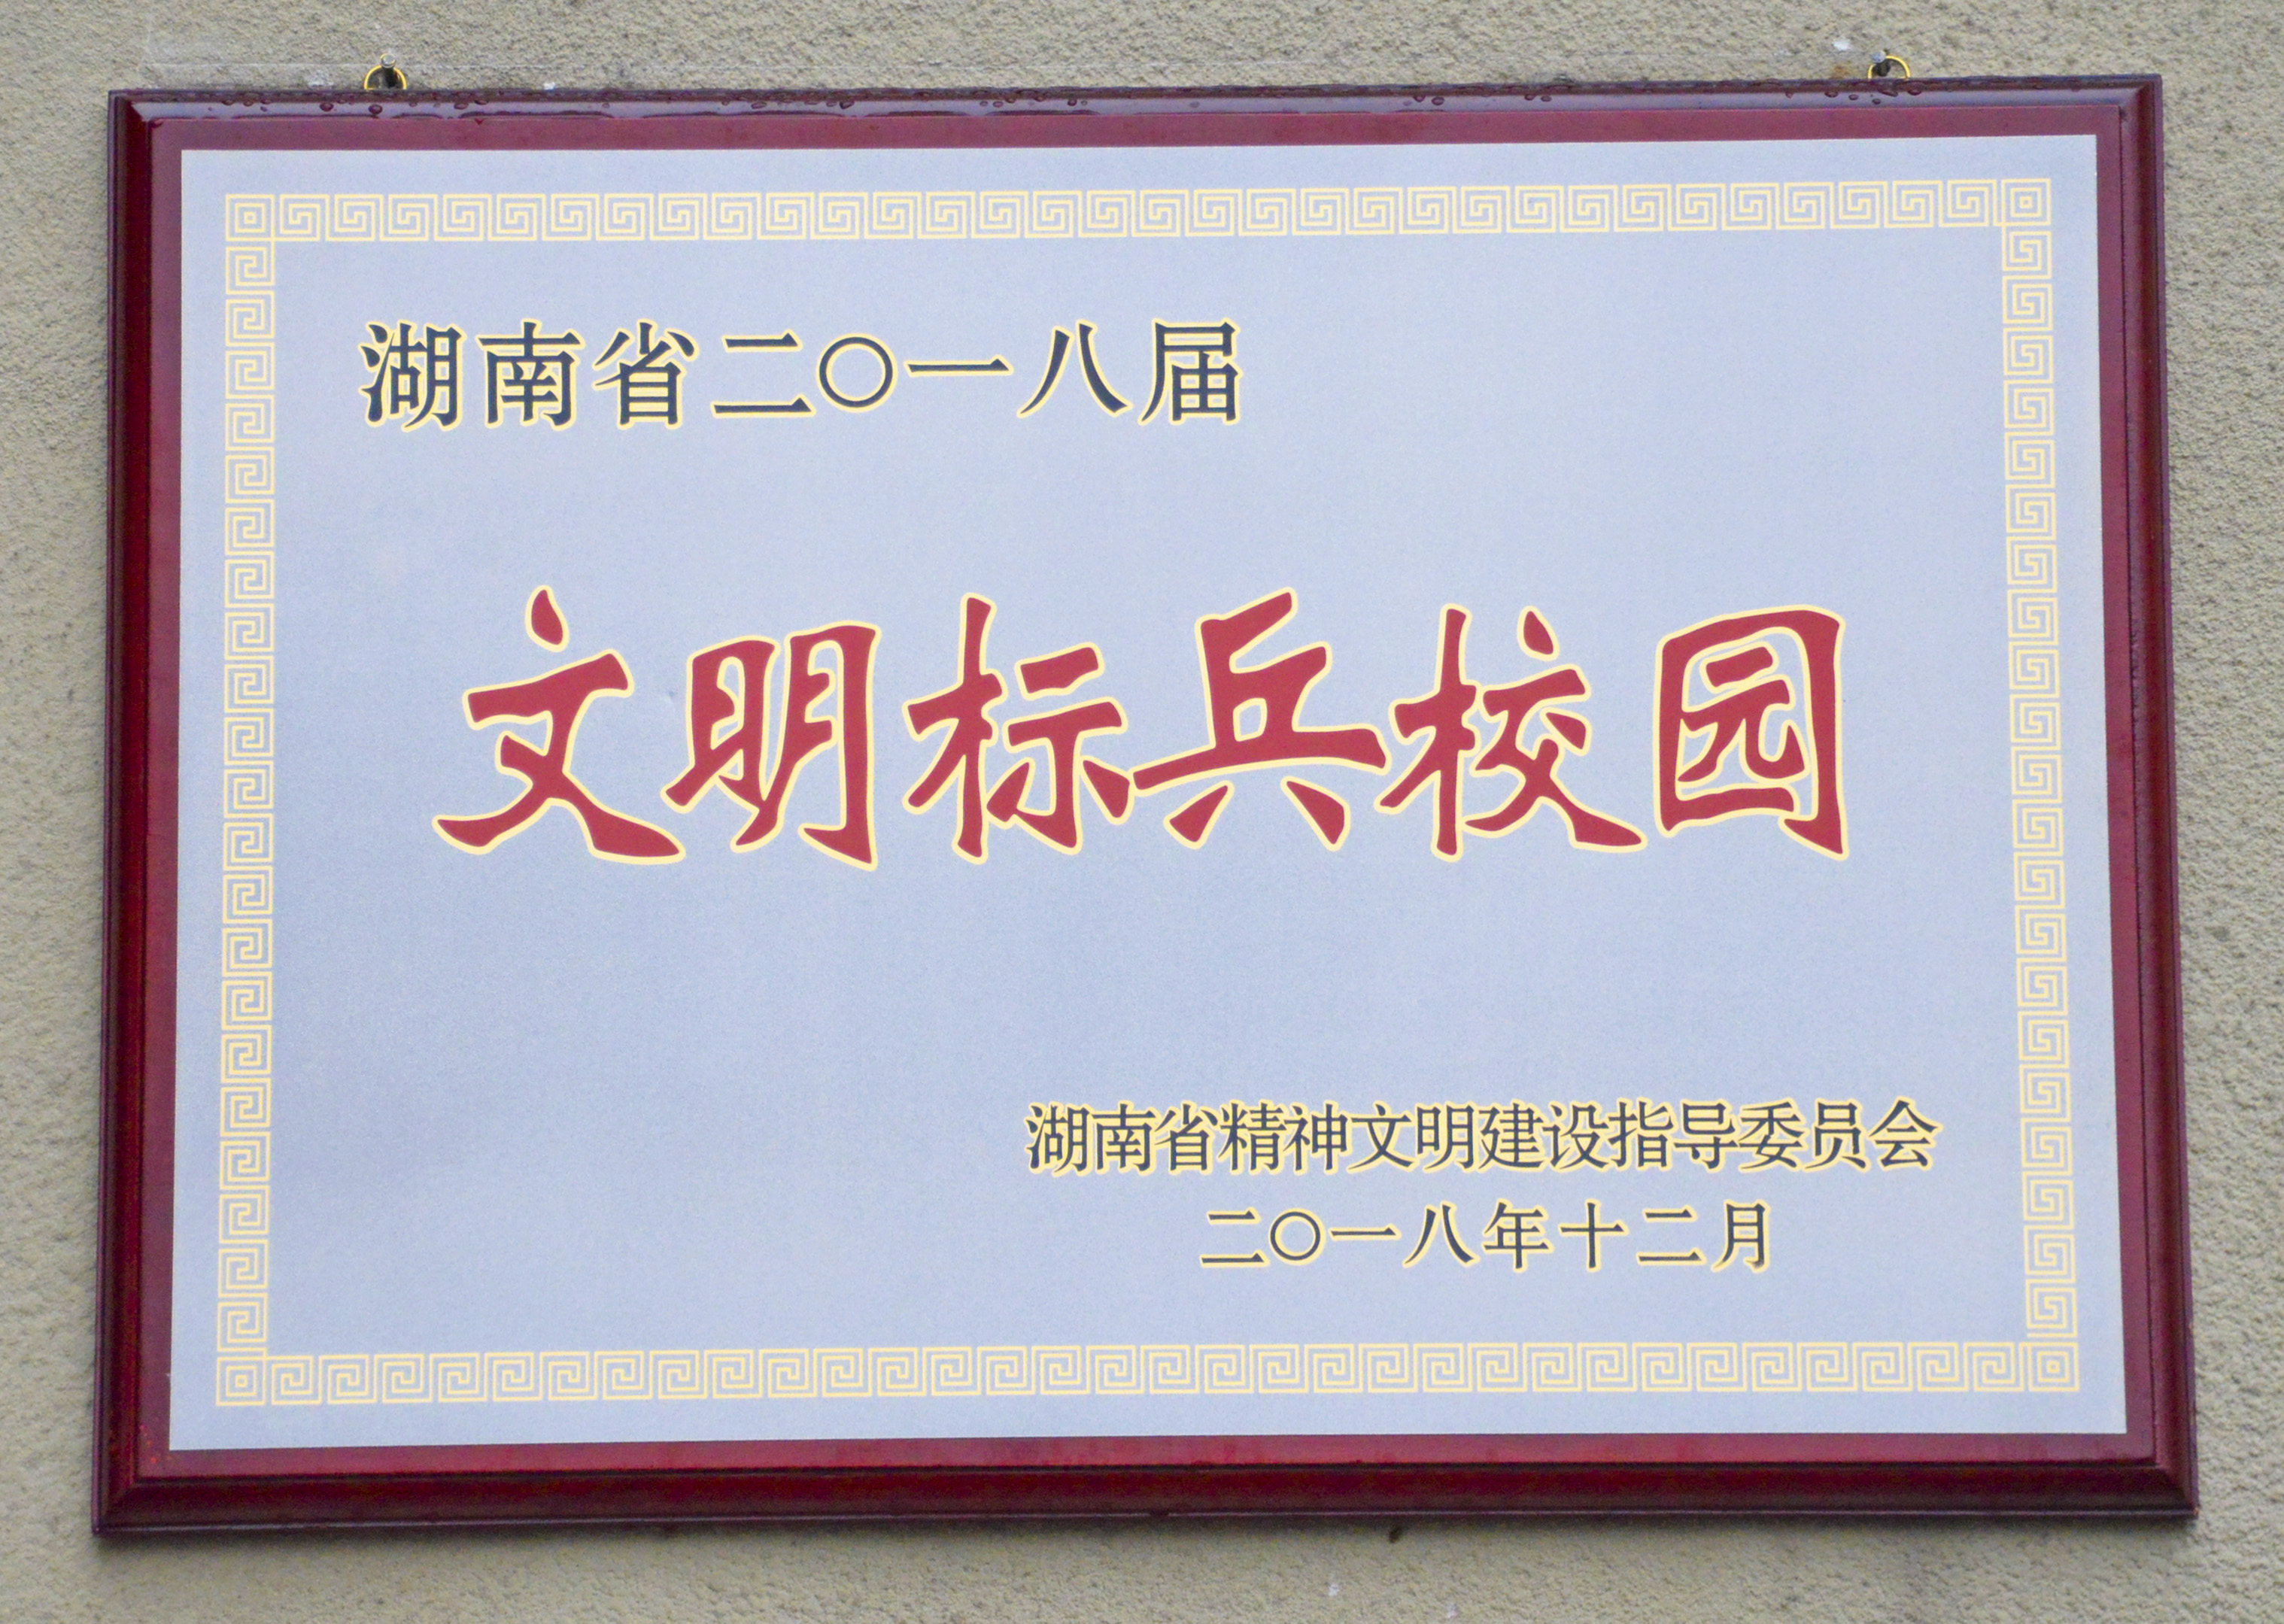 湖南省二〇一八届
文明标兵校园
湖南省精神文明建设指导委员会
二〇一八年十二月